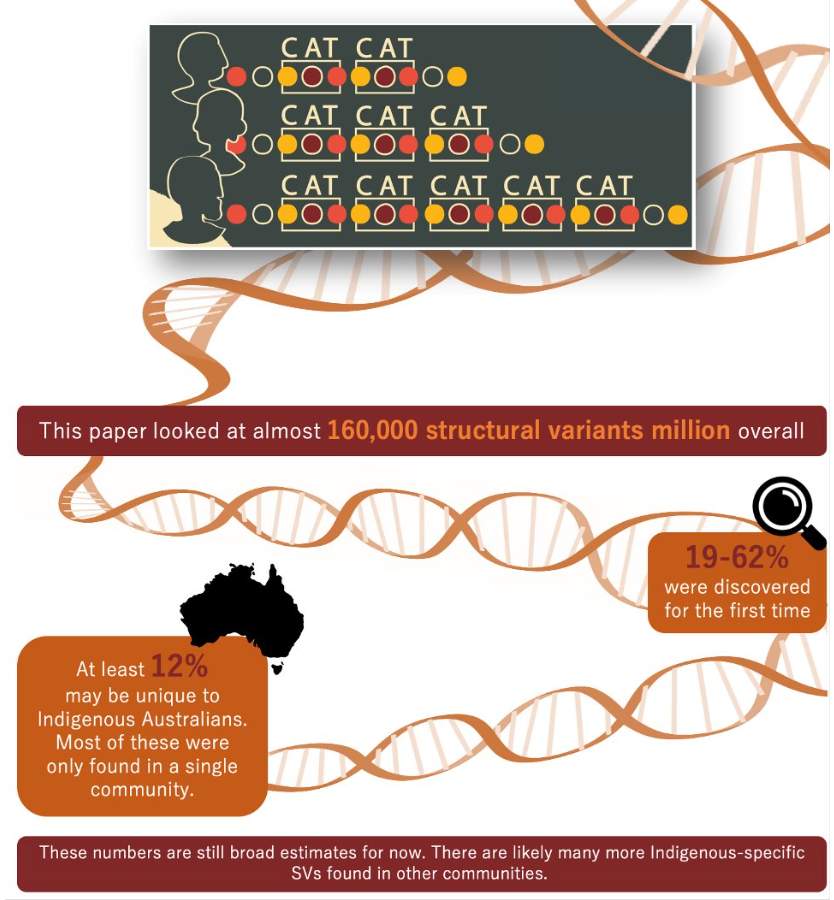 CAT CAT
CAT CAT CAT
CAT CAT CAT CAT CAT
This paper looked at almost 160,000 structural variants million overall
19-62%
were discovered
for the first time
At least 12%
may be unique to
Indigenous Australians.
Most of these were
only found in a single
community.
These numbers are still broad estimates for now. There are likely many more Indigenous-specific
SVs found in other communities.